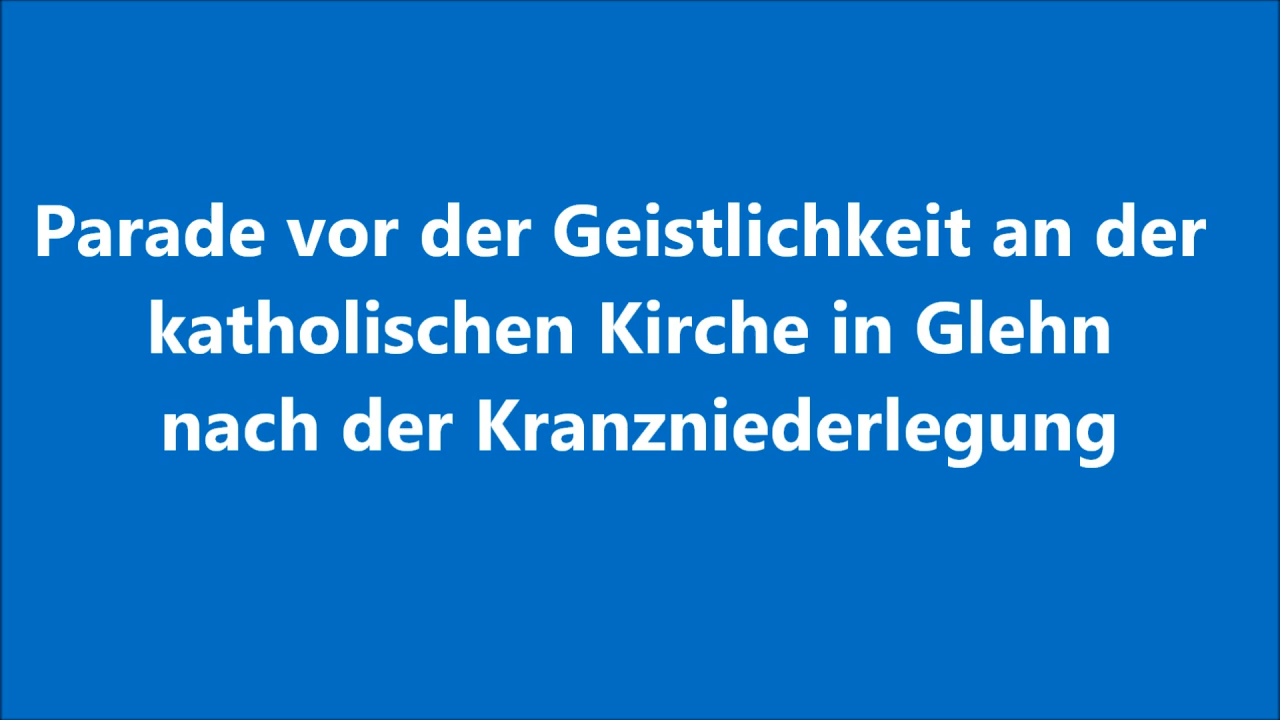 Parade vor der Geistlichkeit an der
katholischen Kirche in Glehn
nach der Kranzniederlegung